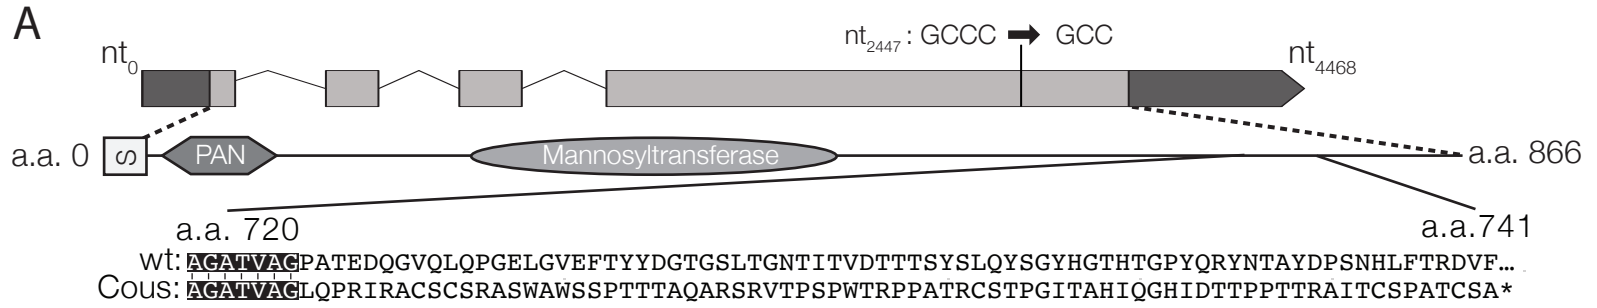 A
nt2447 : GCCC ➡ GCC
nt0
nt4468
a.a. 0 S PAN Mannosyltransferase a.a. 866
a.a. 720 a.a.741
wt: AGATVAGPATEDQGVQLQPGELGVEFTYYDGTGSLTGNTITVDTTTSYSLQYSGYHGTHTGPYQRYNTAYDPSNHLFTRDVF...
Cous: AGATVAGLQPRIRACSCSRASWAWSSPTTTAQARSRVTPSPWTRPPATRCSTPGITAHIQGHIDTTPPTTRAITCSPATCSA*